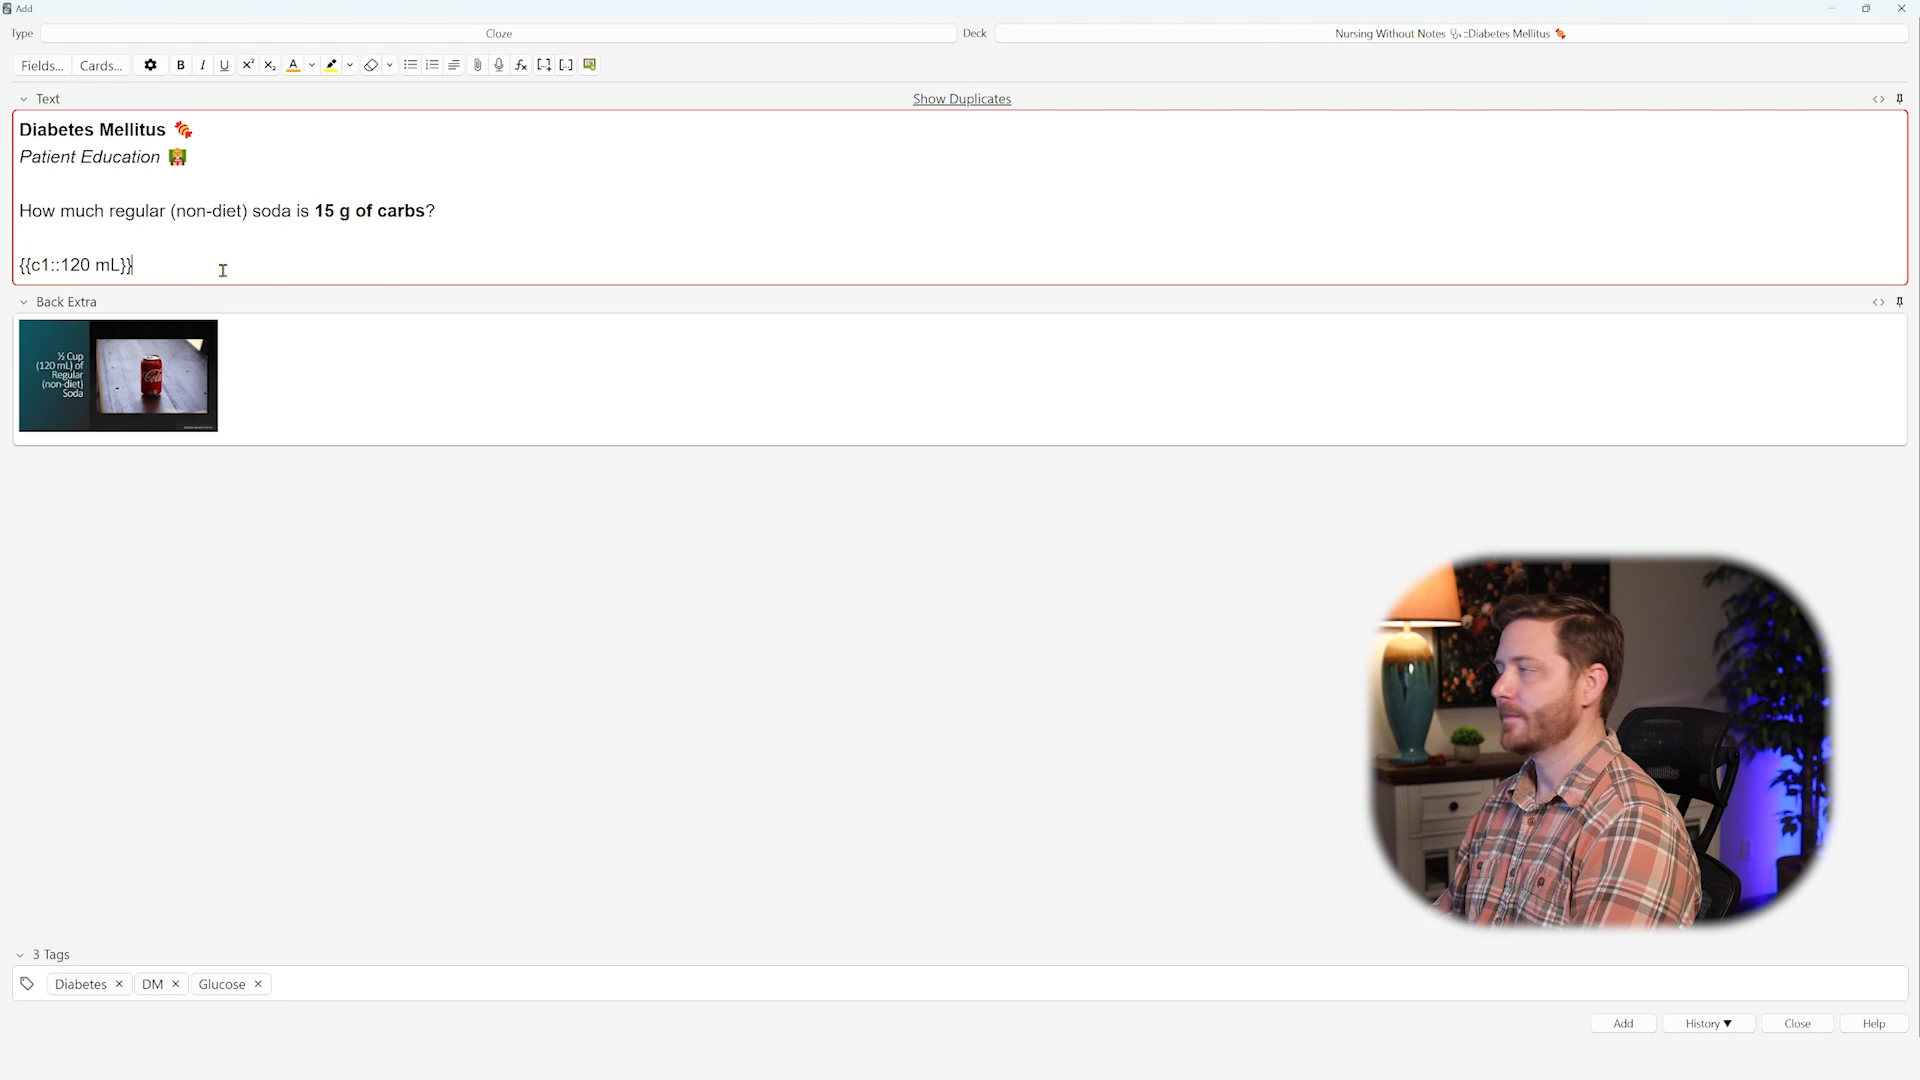 Add
Type
Cloze
Deck
Nursing Without Notes 🩺::Diabetes Mellitus 🍬
Fields...
Cards...
Text
Show Duplicates
Diabetes Mellitus 🍬
Patient Education 👩‍🏫
How much regular (non-diet) soda is 15 g of carbs?
{{c1::120 mL}}
Back Extra
½ Cup
(120 mL) of
Regular
(non-diet)
Soda
3 Tags
Diabetes ×
DM ×
Glucose ×
Add
History ▼
Close
Help